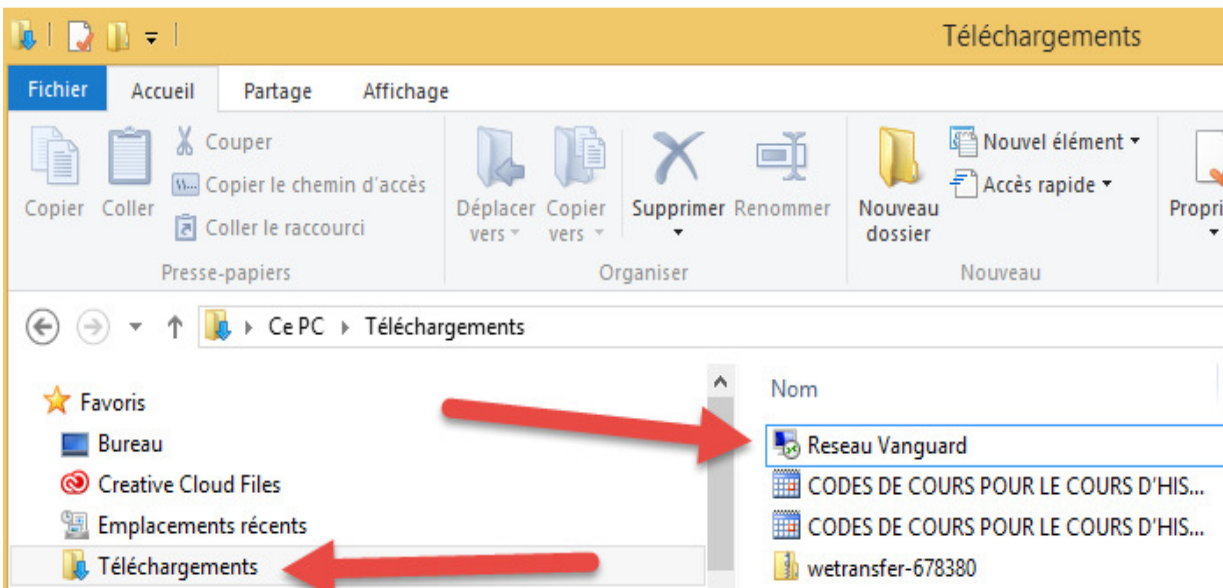 Téléchargements
Fichier Accueil Partage Affichage
Copier
Coller
Couper
Copier le chemin d'accès
Coller le raccourci
Presse-papiers
Déplacer vers
Copier vers
Supprimer
Renommer
Organiser
Nouveau dossier
Nouvel élément
Accès rapide
Nouveau
Propri
Ce PC Téléchargements
Favoris
Bureau
Creative Cloud Files
Emplacements récents
Téléchargements
Nom
Reseau Vanguard
CODES DE COURS POUR LE COURS D'HIS...
CODES DE COURS POUR LE COURS D'HIS...
wetransfer-678380